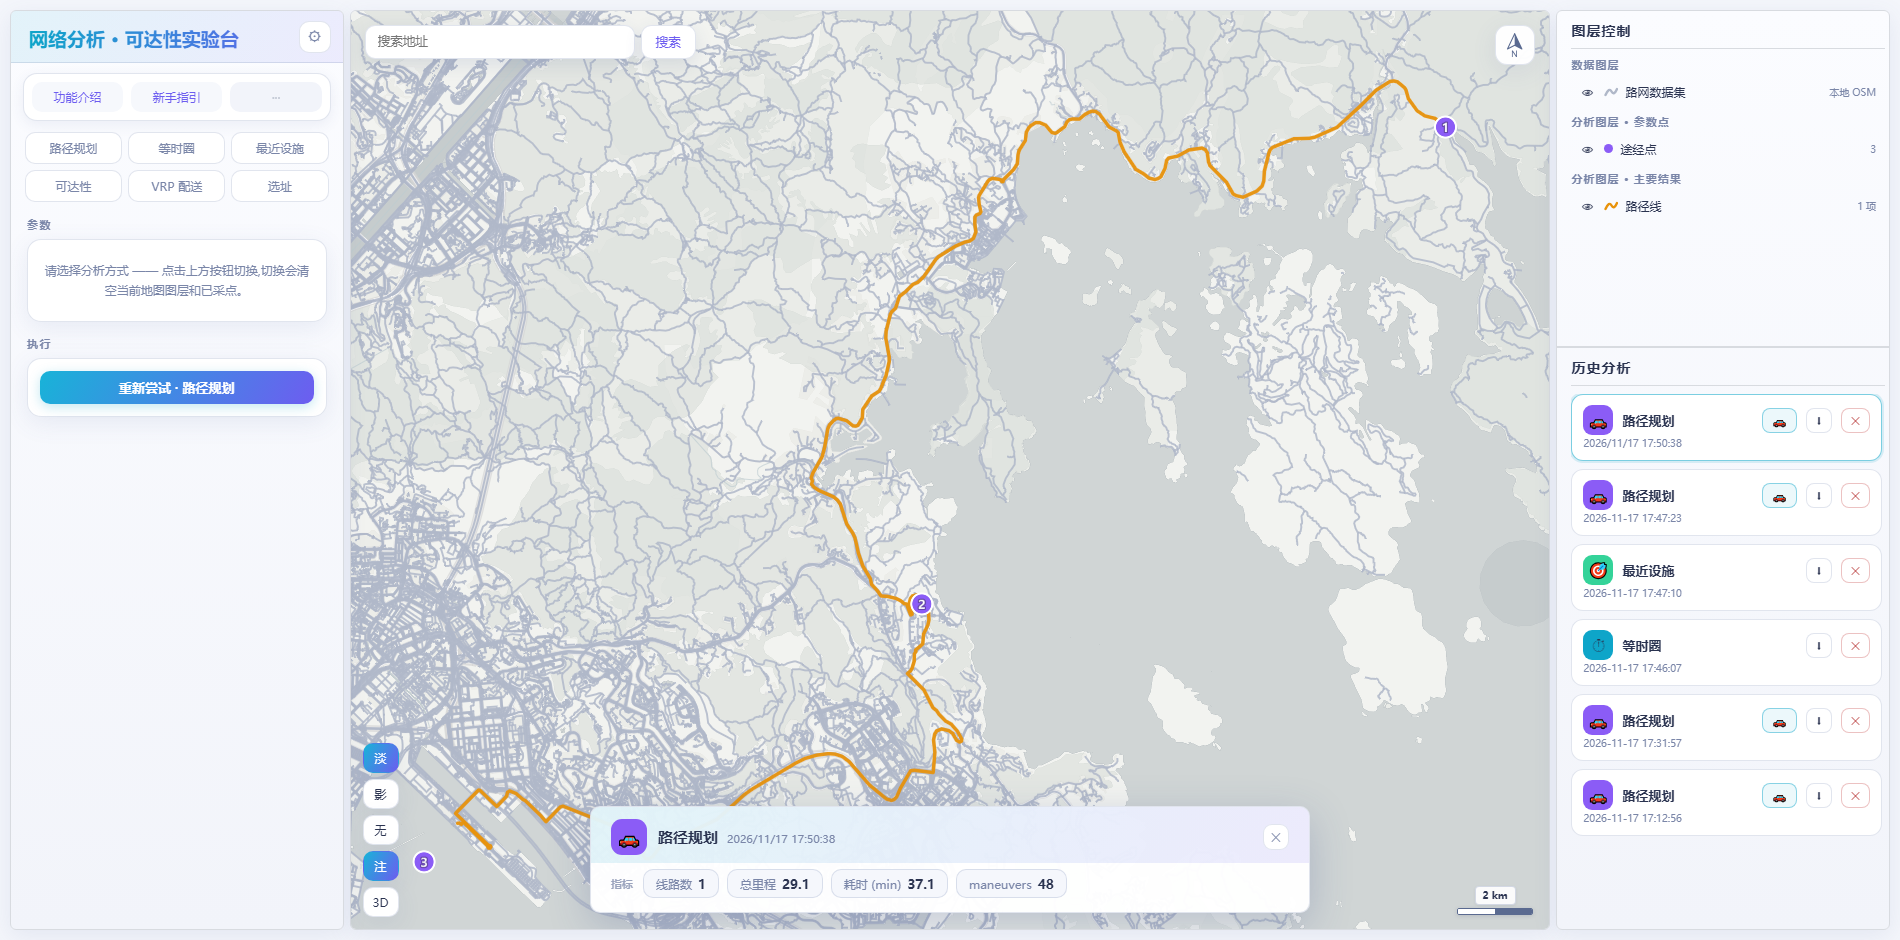 网络分析・可达性实验台
功能介绍
新手指引
...
路径规划
等时圈
最近设施
可达性
VRP 配送
选址
参数
请选择分析方式 —— 点击上方按钮切换,切换会清
空当前地图图层和已采点。
执行
重新尝试 · 路径规划
搜索地址
搜索
N
1
2
3
淡
影
无
注
3D
路径规划 2026/11/17 17:50:38
指标
线路数 1
总里程 29.1
耗时 (min) 37.1
maneuvers 48
2 km
图层控制
数据图层
路网数据集 本地 OSM
分析图层・参数点
途经点 3
分析图层・主要结果
路径线 1 项
历史分析
路径规划
2026/11/17 17:50:38
路径规划
2026-11-17 17:47:23
最近设施
2026-11-17 17:47:10
等时圈
2026-11-17 17:46:07
路径规划
2026-11-17 17:31:57
路径规划
2026-11-17 17:12:56